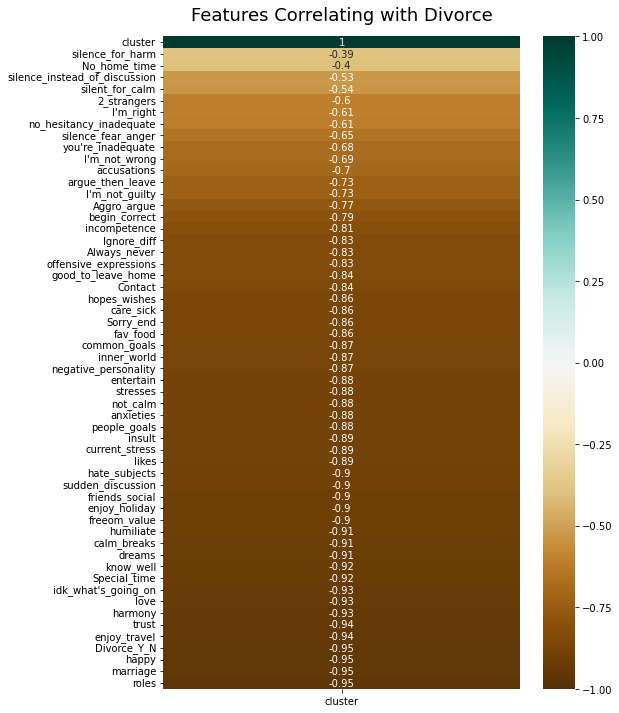 Features Correlating with Divorce
cluster 1
silence_for_harm -0.39
No_home_time -0.4
silence_instead_of_discussion -0.53
silent_for_calm -0.54
2_strangers -0.6
I'm_right -0.61
no_hesitancy_inadequate -0.61
silence_fear_anger -0.65
you're_inadequate -0.68
I'm_not_wrong -0.69
accusations -0.7
argue_then_leave -0.73
I'm_not_guilty -0.73
Aggro_argue -0.77
begin_correct -0.79
incompetence -0.81
Ignore_diff -0.83
Always_never -0.83
offensive_expressions -0.83
good_to_leave_home -0.84
Contact -0.84
hopes_wishes -0.86
care_sick -0.86
Sorry_end -0.86
fav_food -0.86
common_goals -0.87
inner_world -0.87
negative_personality -0.87
entertain -0.88
stresses -0.88
not_calm -0.88
anxieties -0.88
people_goals -0.88
insult -0.89
current_stress -0.89
likes -0.89
hate_subjects -0.9
sudden_discussion -0.9
friends_social -0.9
enjoy_holiday -0.9
freeom_value -0.9
humiliate -0.91
calm_breaks -0.91
dreams -0.91
know_well -0.92
Special_time -0.92
idk_what's_going_on -0.93
love -0.93
harmony -0.93
trust -0.94
enjoy_travel -0.94
Divorce_Y_N -0.95
happy -0.95
marriage -0.95
roles -0.95
cluster
1.00
0.75
0.50
0.25
0.00
−0.25
−0.50
−0.75
−1.00